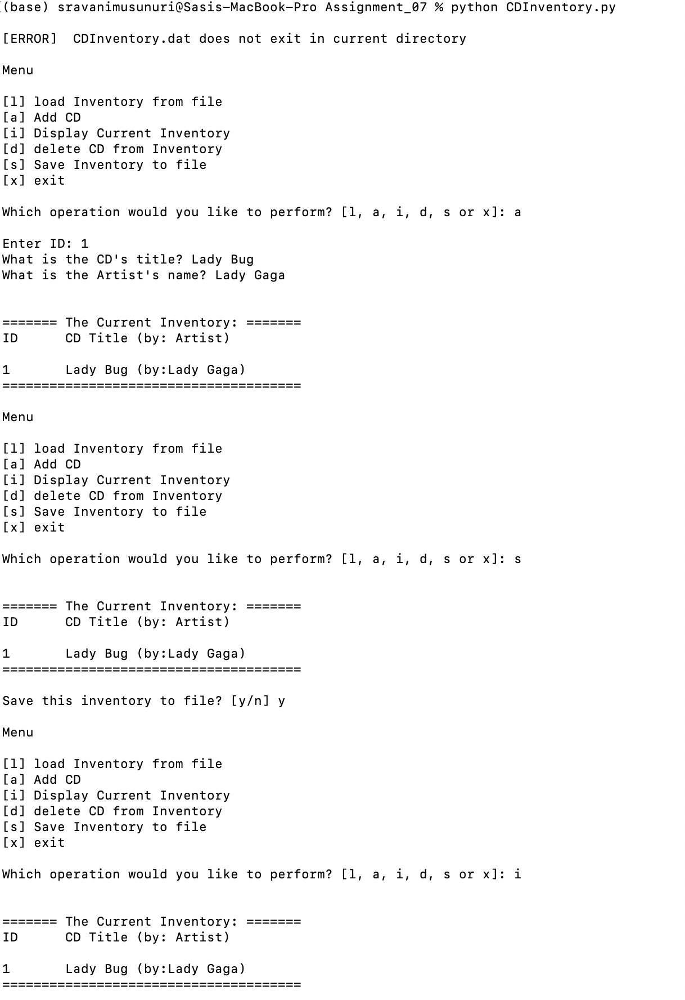 (base) sravanimusunuri@Sasis-MacBook-Pro Assignment_07 % python CDInventory.py
[ERROR]  CDInventory.dat does not exit in current directory
Menu
[l] load Inventory from file
[a] Add CD
[i] Display Current Inventory
[d] delete CD from Inventory
[s] Save Inventory to file
[x] exit
Which operation would you like to perform? [l, a, i, d, s or x]: a
Enter ID: 1
What is the CD's title? Lady Bug
What is the Artist's name? Lady Gaga
======= The Current Inventory: =======
ID      CD Title (by: Artist)
1       Lady Bug (by:Lady Gaga)
======================================
Menu
[l] load Inventory from file
[a] Add CD
[i] Display Current Inventory
[d] delete CD from Inventory
[s] Save Inventory to file
[x] exit
Which operation would you like to perform? [l, a, i, d, s or x]: s
======= The Current Inventory: =======
ID      CD Title (by: Artist)
1       Lady Bug (by:Lady Gaga)
======================================
Save this inventory to file? [y/n] y
Menu
[l] load Inventory from file
[a] Add CD
[i] Display Current Inventory
[d] delete CD from Inventory
[s] Save Inventory to file
[x] exit
Which operation would you like to perform? [l, a, i, d, s or x]: i
======= The Current Inventory: =======
ID      CD Title (by: Artist)
1       Lady Bug (by:Lady Gaga)
======================================